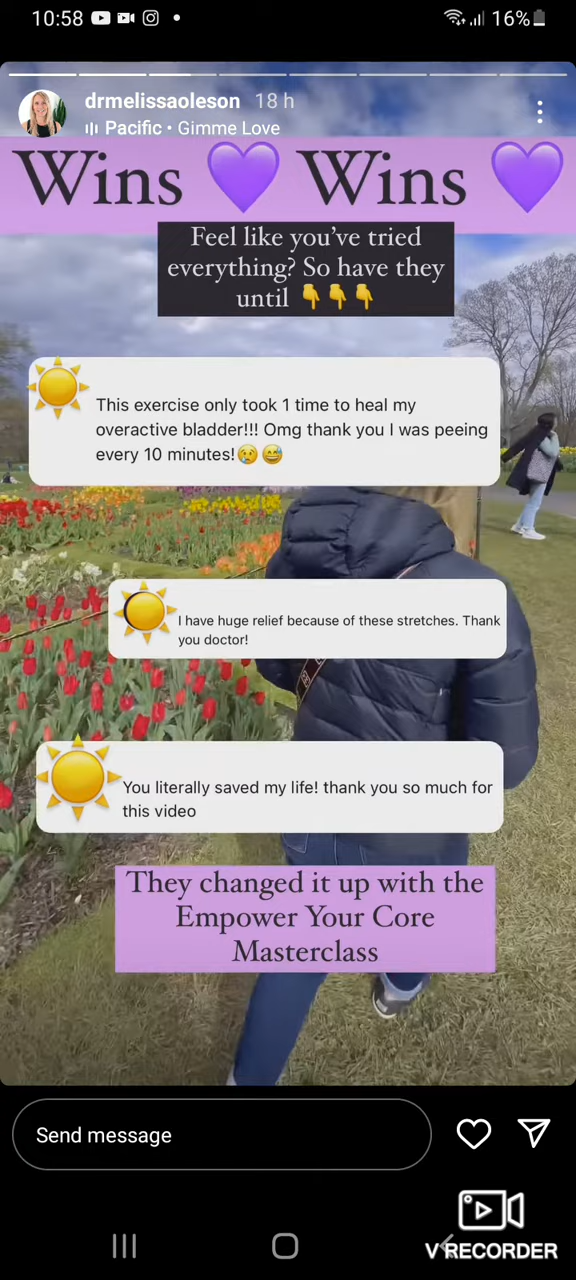 10:58
16%
drmelissaoleson 18 h
Pacific • Gimme Love
Wins 💜 Wins 💜
Feel like you've tried
everything? So have they
until 👇👇👇
This exercise only took 1 time to heal my
overactive bladder!!! Omg thank you I was peeing
every 10 minutes!😢😅
I have huge relief because of these stretches. Thank
you doctor!
You literally saved my life! thank you so much for
this video
They changed it up with the
Empower Your Core
Masterclass
Send message
V RECORDER